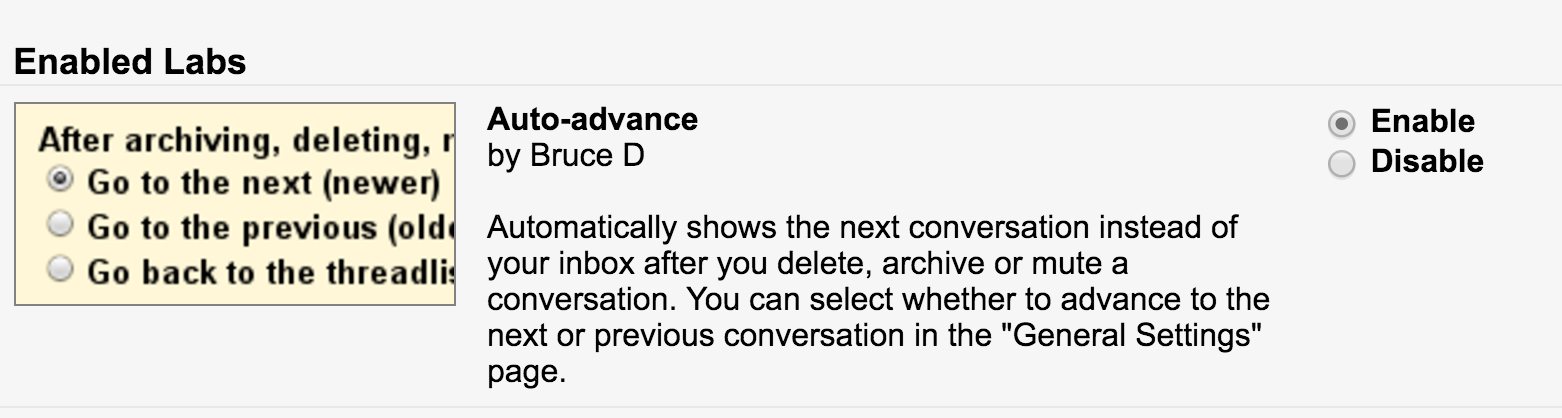 Enabled Labs
After archiving, deleting,
Go to the next (newer)
Go to the previous
Go back to the
Auto-advance
by Bruce D
Automatically shows the next conversation instead of
your inbox after you delete, archive or mute a
conversation. You can select whether to advance to the
next or previous conversation in the "General Settings"
page.
Enable
Disable